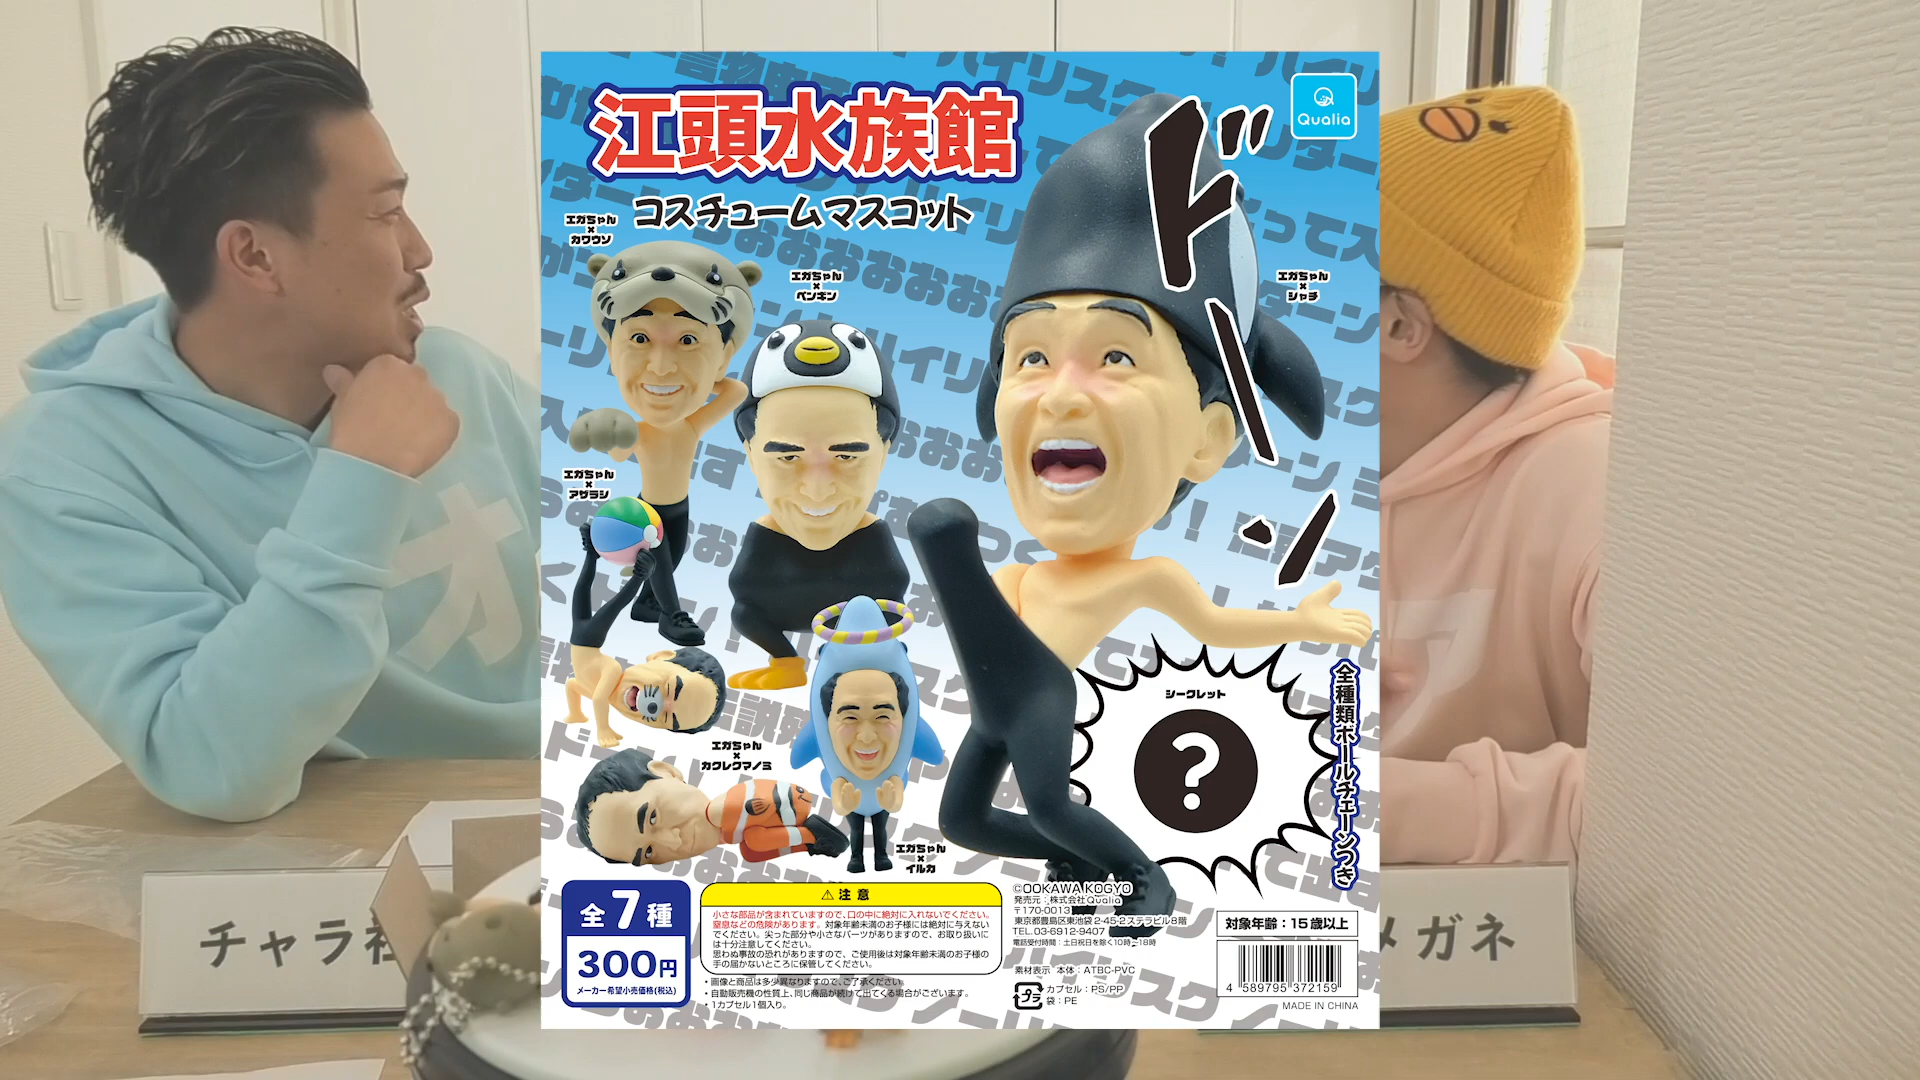 江頭水族館
コスチュームマスコット
Qualia
ドーン
エガちゃん
×
カワウソ
エガちゃん
×
ペンギン
エガちゃん
×
シャチ
エガちゃん
×
アザラシ
エガちゃん
×
カクレクマノミ
エガちゃん
×
イルカ
シークレット
?
全種類ボールチェーンつき
全7種
300円
メーカー希望小売価格(税込)
⚠注意
小さな部品が含まれていますので、口の中に絶対に入れないでください。
窒息などの危険があります。対象年齢未満のお子様には絶対に与えない
でください。尖った部分や小さなパーツがありますので、お取り扱いに
は十分注意してください。
思わぬ事故の恐れがありますので、ご使用後は対象年齢未満のお子様の
手の届かないところに保管してください。
・画像と商品は多少異なりますので、ご了承ください。
・自動販売機の性質上、同じ商品が続けて出てくる場合がございます。
・1カプセル1個入り。
©OOKAWA KOGYO
発売元:株式会社Qualia
〒170-0013
東京都豊島区東池袋2-45-2ステラビル8階
TEL.03-6912-9407
電話受付時間:土日祝日を除く10時~18時
素材表示 本体:ATBC-PVC
プラ
カプセル:PS/PP
袋:PE
対象年齢:15歳以上
4 589795 372159
MADE IN CHINA
チャラ
メガネ